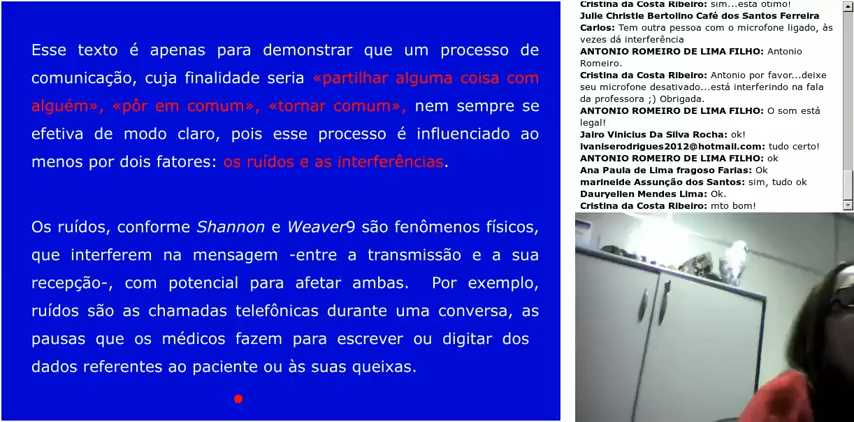 Esse texto é apenas para demonstrar que um processo de
comunicação, cuja finalidade seria «partilhar alguma coisa com
alguém», «pôr em comum», «tornar comum», nem sempre se
efetiva de modo claro, pois esse processo é influenciado ao
menos por dois fatores: os ruídos e as interferências.
Os ruídos, conforme Shannon e Weaver9 são fenômenos físicos,
que interferem na mensagem -entre a transmissão e a sua
recepção-, com potencial para afetar ambas. Por exemplo,
ruídos são as chamadas telefônicas durante uma conversa, as
pausas que os médicos fazem para escrever ou digitar dos
dados referentes ao paciente ou às suas queixas.
Cristina da Costa Ribeiro: sim...esta otimo!
Julie Christie Bertolino Café dos Santos Ferreira
Carlos: Tem outra pessoa com o microfone ligado, às
vezes dá interferência
ANTONIO ROMEIRO DE LIMA FILHO: Antonio
Romeiro.
Cristina da Costa Ribeiro: Antonio por favor...deixe
seu microfone desativado...está interferindo na fala
da professora ;) Obrigada.
ANTONIO ROMEIRO DE LIMA FILHO: O som está
legal!
Jairo Vinicius Da Silva Rocha: ok!
ivaniserodrigues2012@hotmail.com: tudo certo!
ANTONIO ROMEIRO DE LIMA FILHO: ok
Ana Paula de Lima fragoso Farias: Ok
marineide Assunção dos Santos: sim, tudo ok
Dauryellen Mendes Lima: Ok.
Cristina da Costa Ribeiro: mto bom!